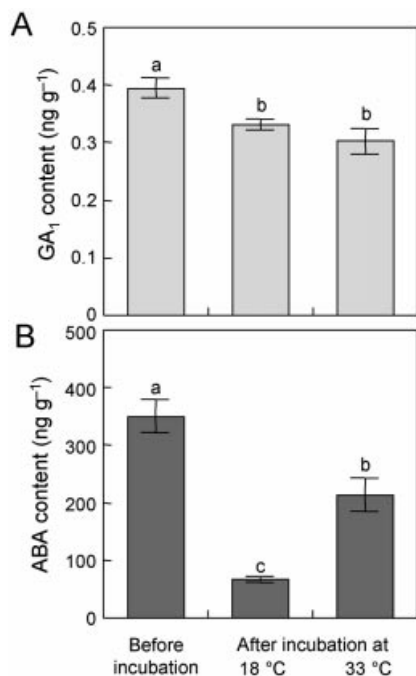 A
GA₁ content (ng g⁻¹)
0.5
0.4
0.3
0.2
0.1
0
a
b
b
B
ABA content (ng g⁻¹)
500
400
300
200
100
0
a
c
b
Before
incubation
After incubation at
18 °C 33 °C